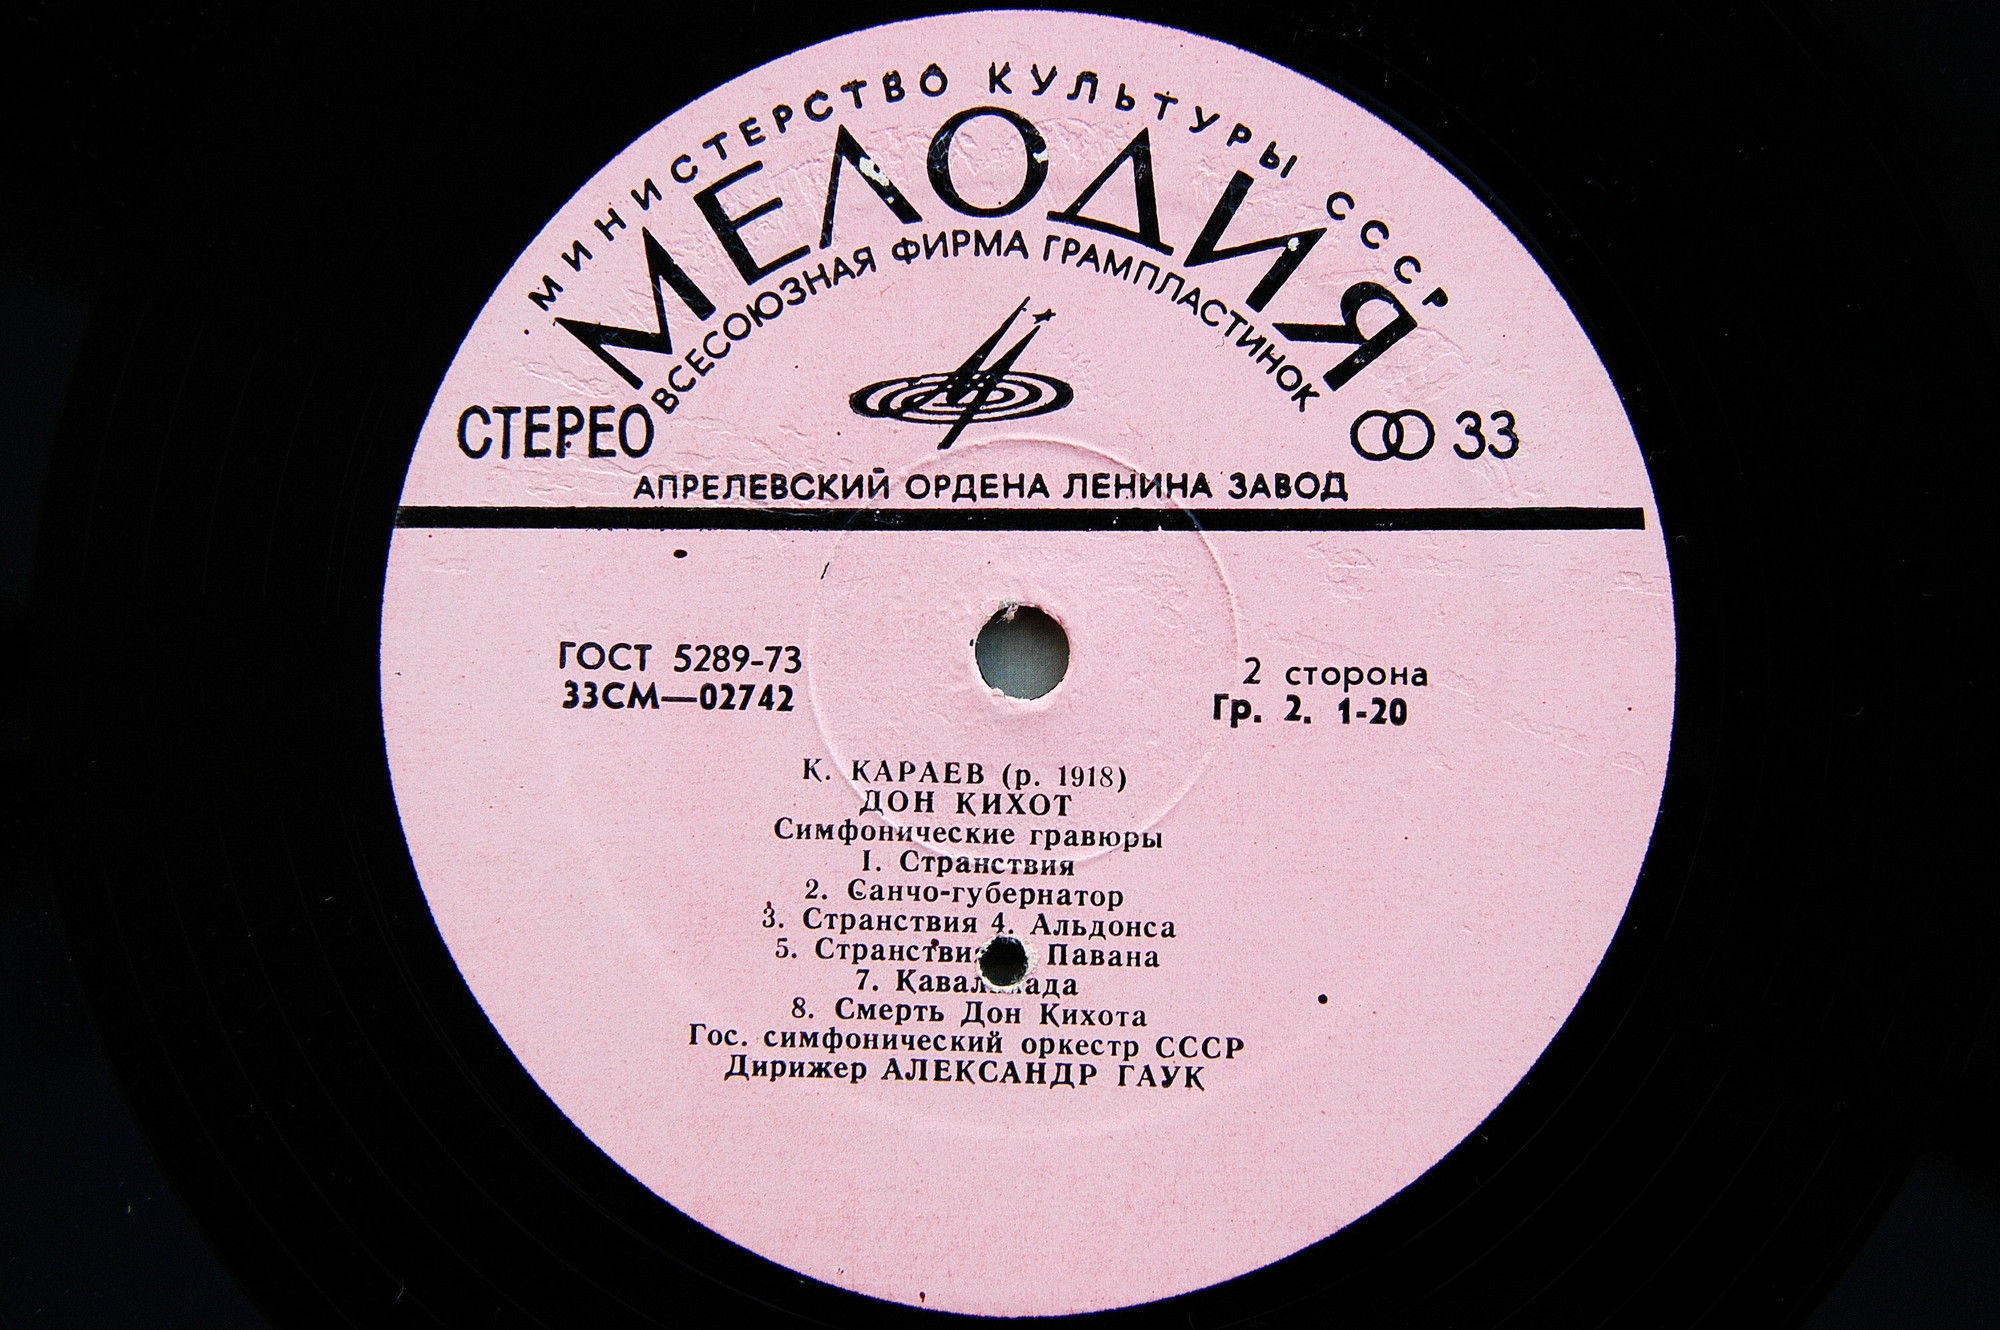 МИНИСТЕРСТВО КУЛЬТУРЫ СССР
МЕЛОДИЯ
ВСЕСОЮЗНАЯ ФИРМА ГРАМПЛАСТИНОК
СТЕРЕО
33
АПРЕЛЕВСКИЙ ОРДЕНА ЛЕНИНА ЗАВОД
ГОСТ 5289-73
33СМ—02742
2 сторона
Гр. 2. 1-20
К. КАРАЕВ (р. 1918)
ДОН КИХОТ
Симфонические гравюры
1. Странствия
2. Санчо-губернатор
3. Странствия 4. Альдонса
5. Павана
7.
8. Смерть Дон Кихота
Гос. симфонический оркестр СССР
Дирижер АЛЕКСАНДР ГАУК